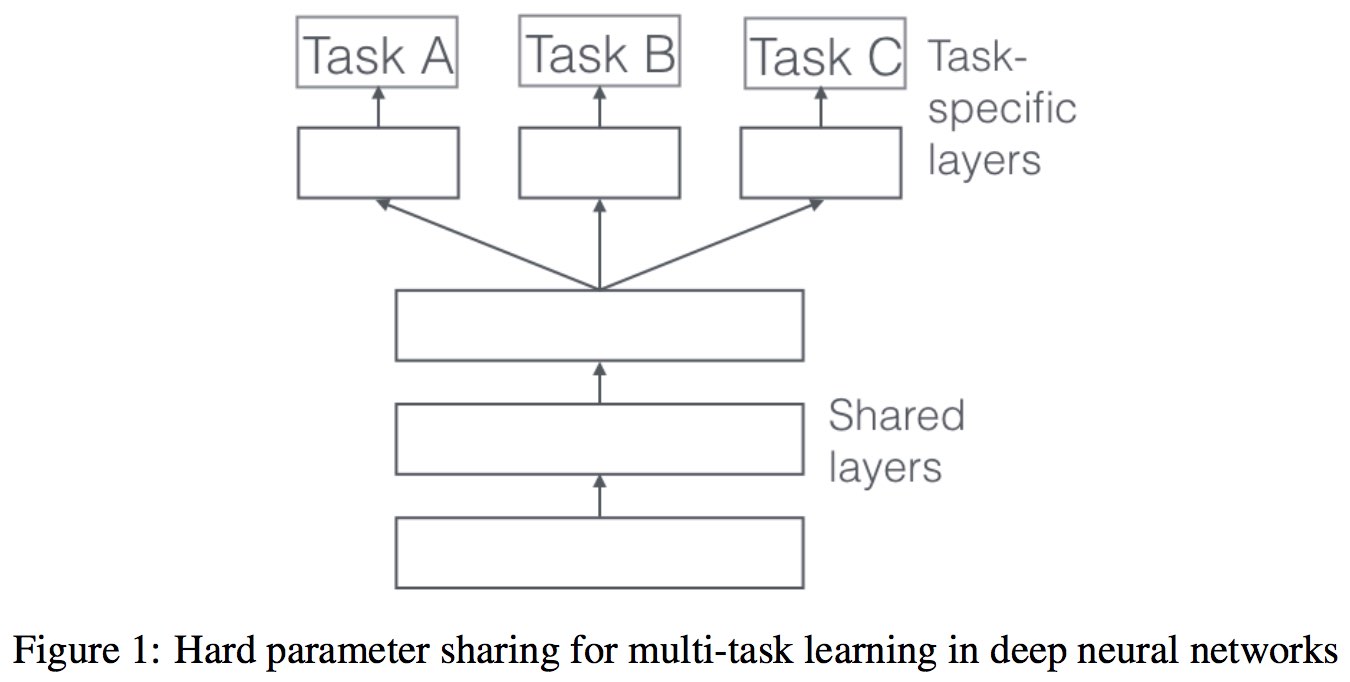 Task A
Task B
Task C
Task-
specific
layers
Shared
layers
Figure 1: Hard parameter sharing for multi-task learning in deep neural networks